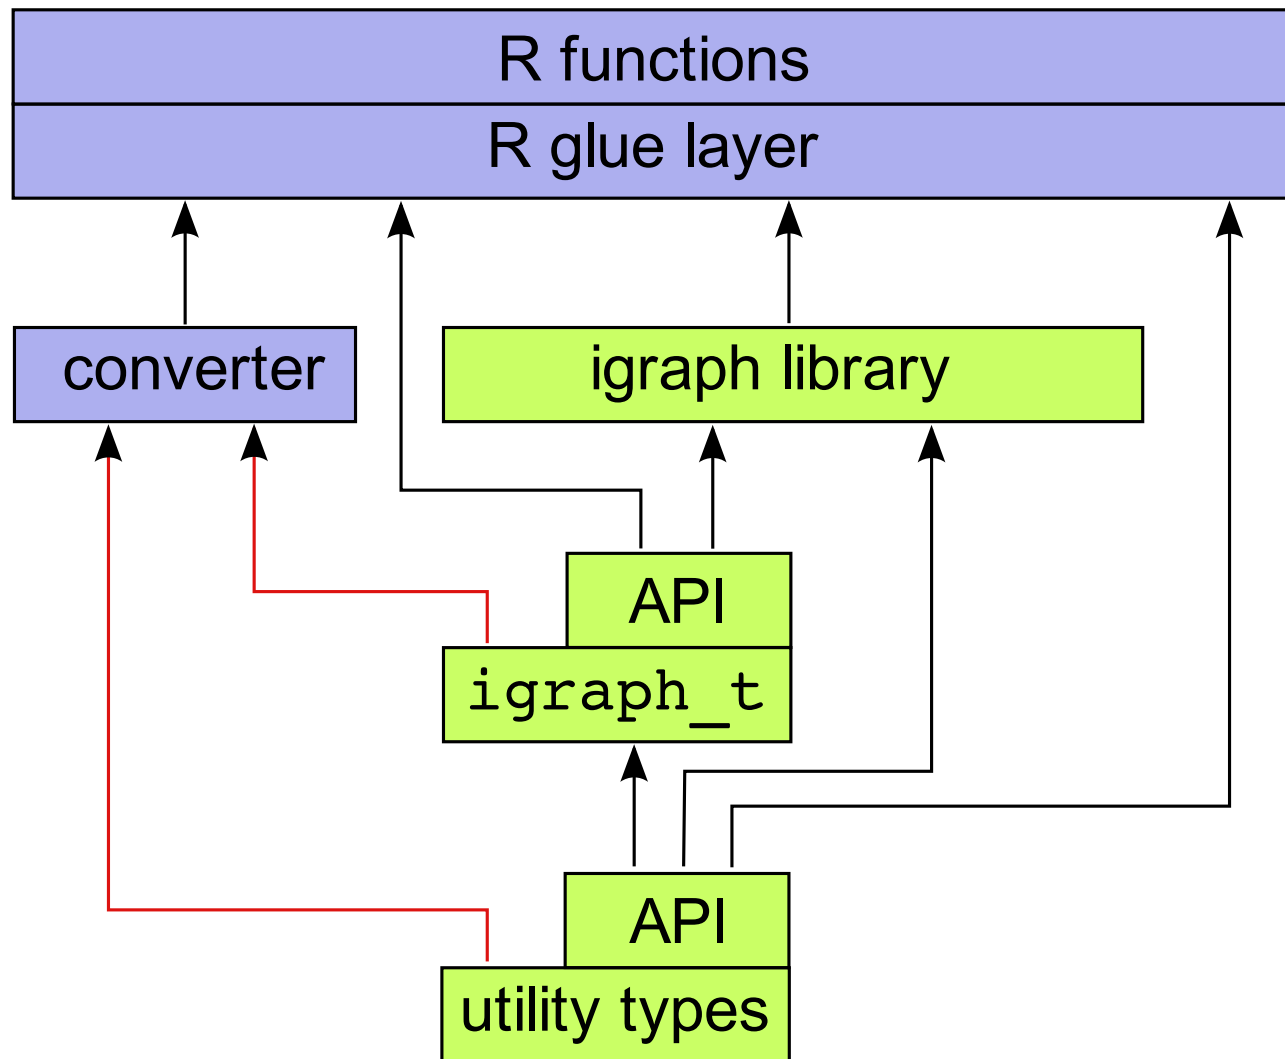 R functions
R glue layer
converter
igraph library
API
igraph_t
API
utility types